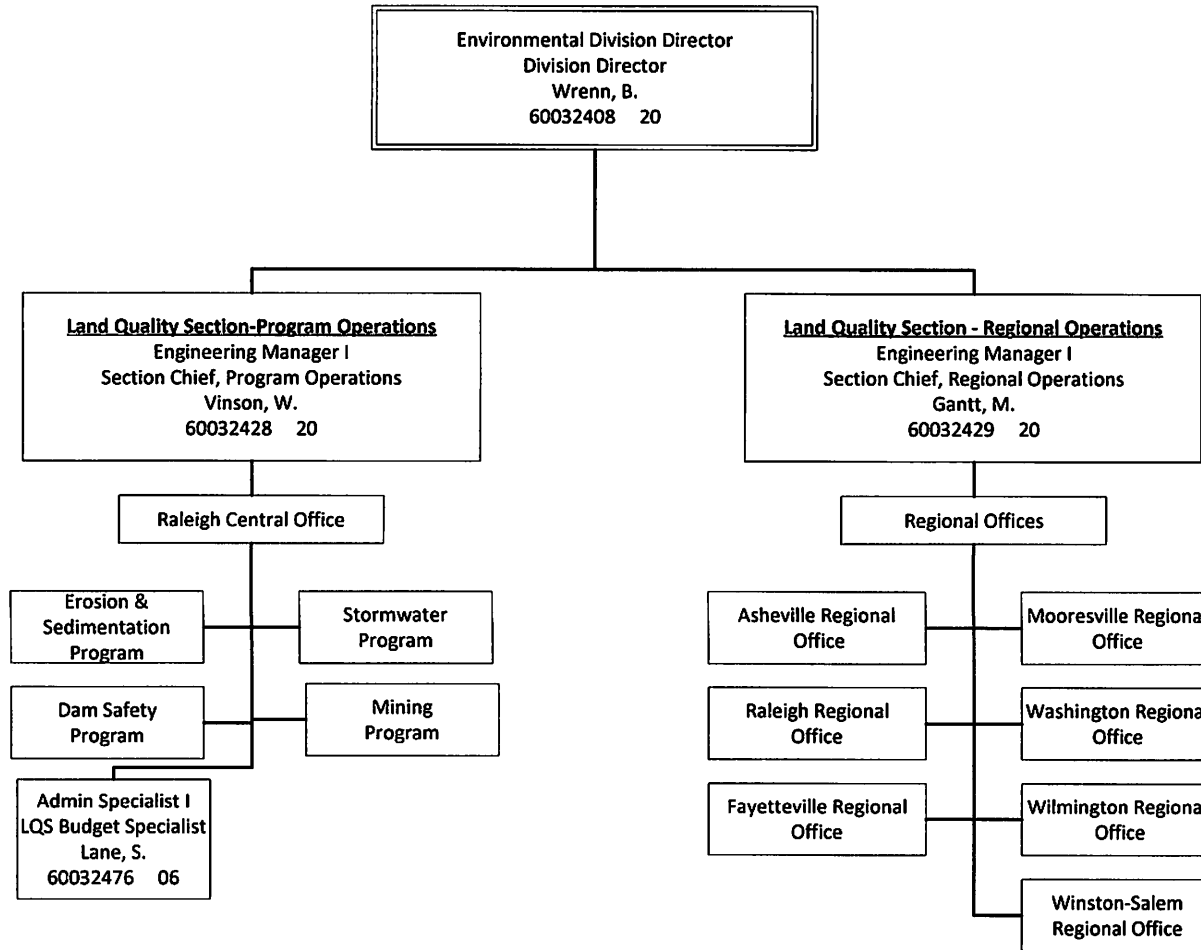 Environmental Division Director
Division Director
Wrenn, B.
60032408 20
Land Quality Section-Program Operations
Engineering Manager I
Section Chief, Program Operations
Vinson, W.
60032428 20
Land Quality Section - Regional Operations
Engineering Manager I
Section Chief, Regional Operations
Gantt, M.
60032429 20
Raleigh Central Office
Regional Offices
Erosion &
Sedimentation
Program
Stormwater
Program
Dam Safety
Program
Mining
Program
Admin Specialist I
LQS Budget Specialist
Lane, S.
60032476 06
Asheville Regional
Office
Mooresville Regional
Office
Raleigh Regional
Office
Washington Regional
Office
Fayetteville Regional
Office
Wilmington Regional
Office
Winston-Salem
Regional Office